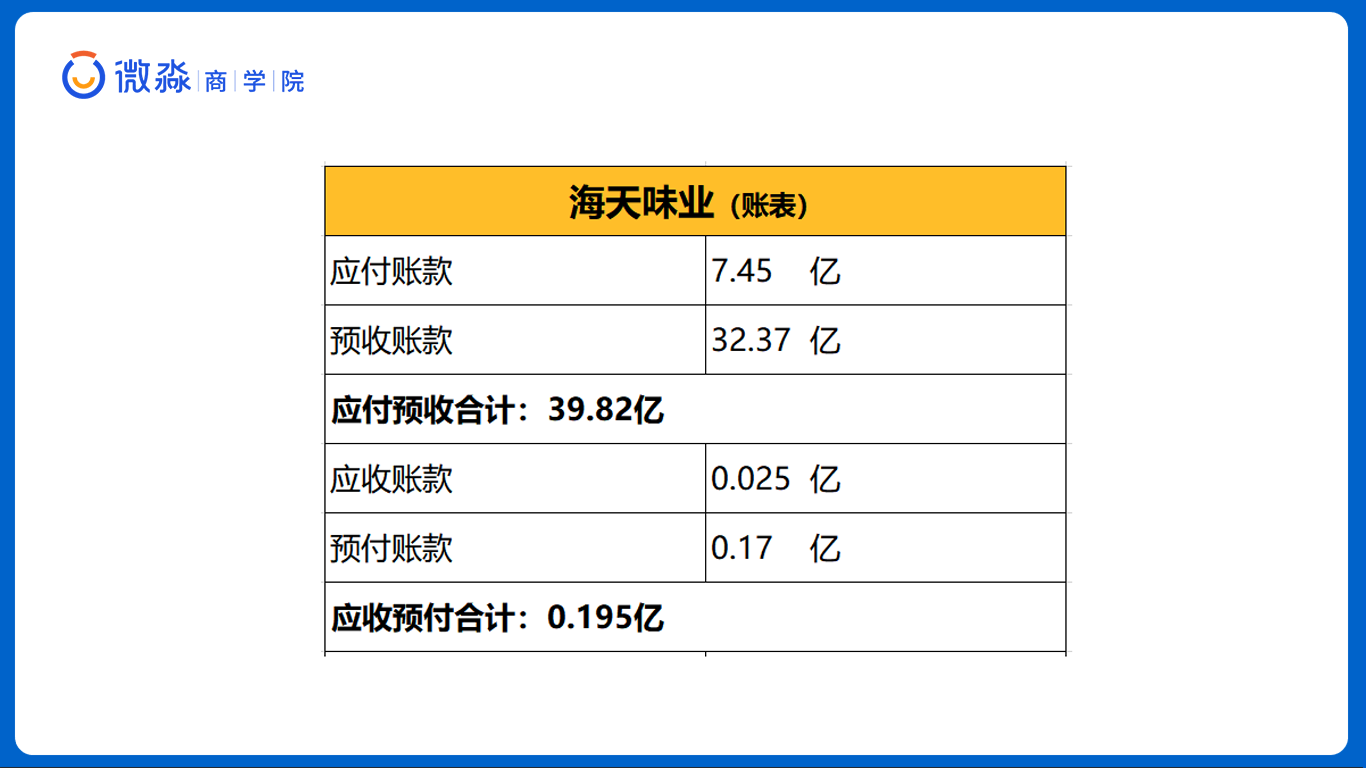 微淼商学院
海天味业（账表）
应付账款 7.45 亿
预收账款 32.37 亿
应付预收合计：39.82亿
应收账款 0.025 亿
预付账款 0.17 亿
应收预付合计：0.195亿